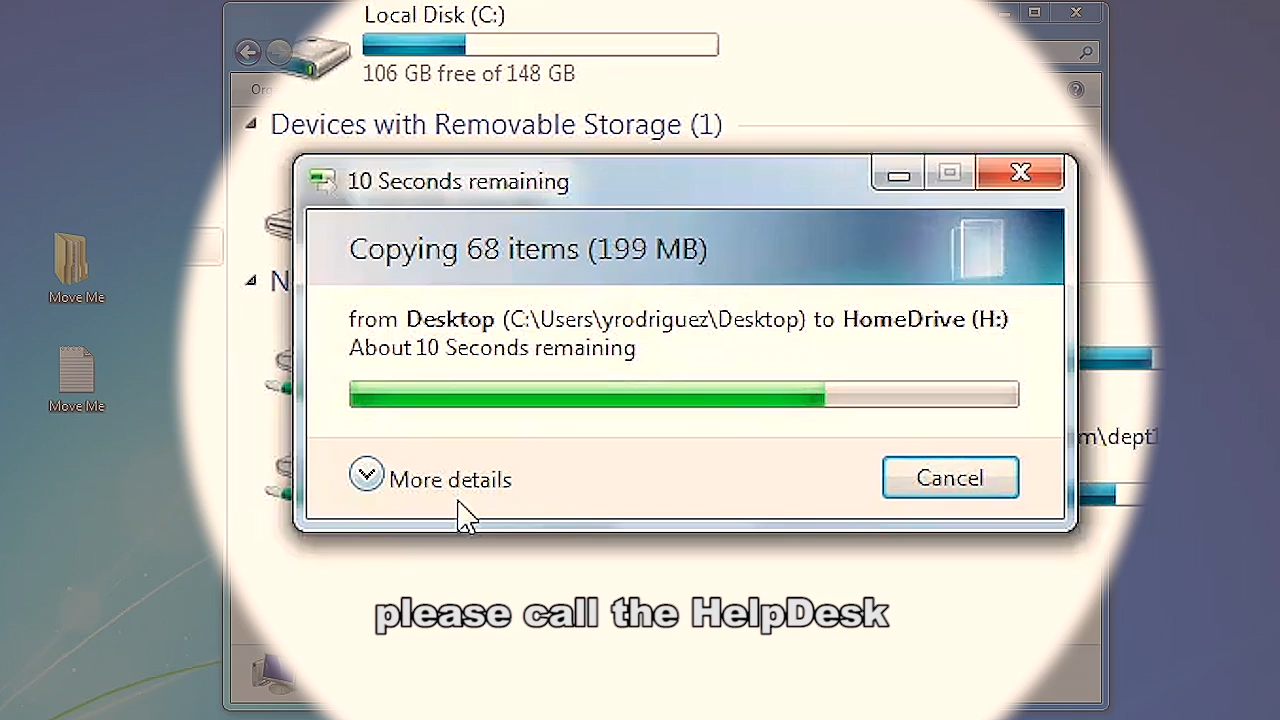 Local Disk (C:)
106 GB free of 148 GB
Devices with Removable Storage (1)
10 Seconds remaining
Copying 68 items (199 MB)
from Desktop (C:\Users\yrodriguez\Desktop) to HomeDrive (H:)
About 10 Seconds remaining
More details
Cancel
Move Me
Move Me
m\dept1
please call the HelpDesk